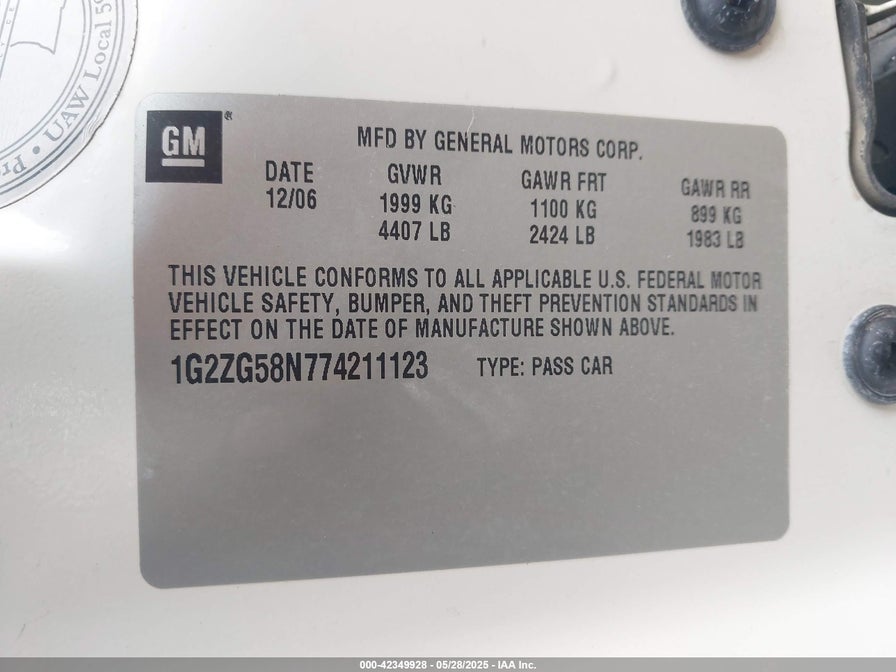 UAW Local 59
GM
MFD BY GENERAL MOTORS CORP.
DATE GVWR GAWR FRT GAWR RR
12/06 1999 KG 1100 KG 899 KG
4407 LB 2424 LB 1983 LB
THIS VEHICLE CONFORMS TO ALL APPLICABLE U.S. FEDERAL MOTOR
VEHICLE SAFETY, BUMPER, AND THEFT PREVENTION STANDARDS IN
EFFECT ON THE DATE OF MANUFACTURE SHOWN ABOVE.
1G2ZG58N774211123 TYPE: PASS CAR
000-42349928 - 05/28/2025 - IAA Inc.